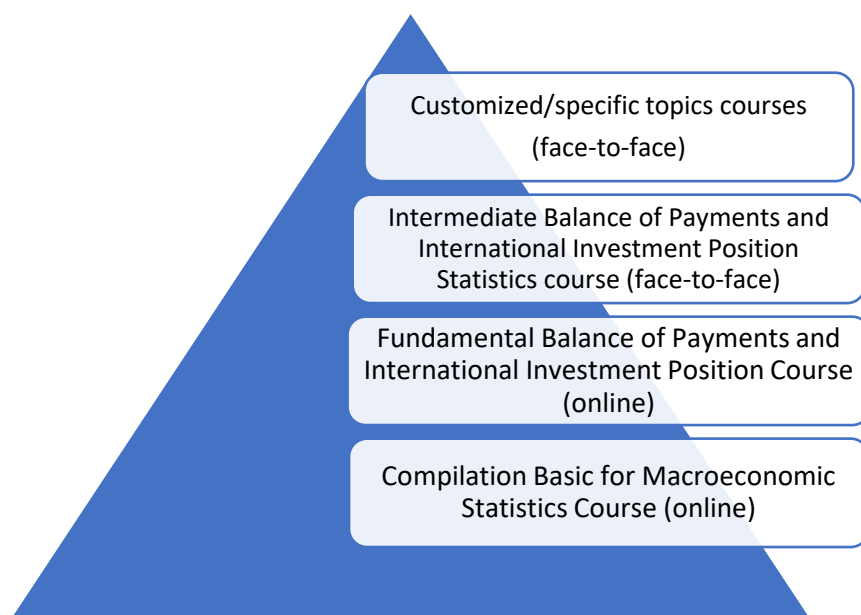 Customized/specific topics courses
(face-to-face)
Intermediate Balance of Payments and
International Investment Position
Statistics course (face-to-face)
Fundamental Balance of Payments and
International Investment Position Course
(online)
Compilation Basic for Macroeconomic
Statistics Course (online)